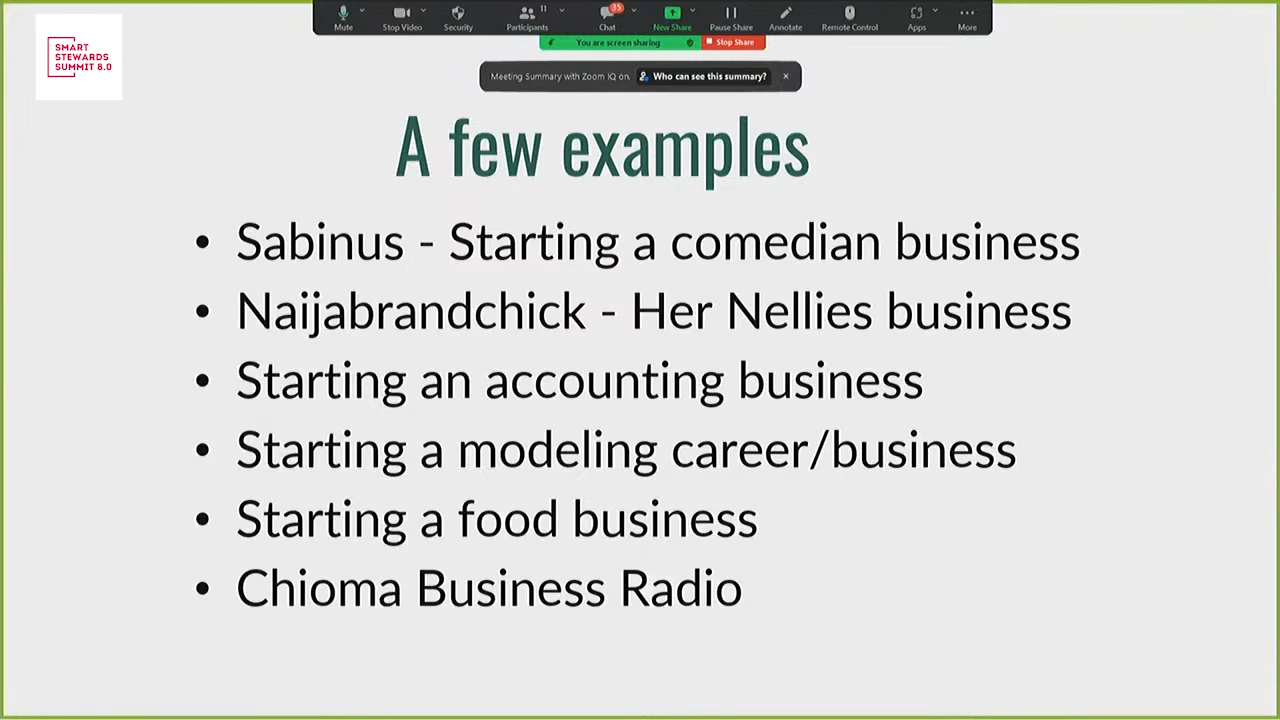 SMART
STEWARDS
SUMMIT 8.0
Mute
Stop Video
Security
Participants
11
Chat
35
New Share
Pause Share
Annotate
Remote Control
Apps
More
You are screen sharing
Stop Share
Meeting Summary with Zoom IQ on.
Who can see this summary?
A few examples
• Sabinus - Starting a comedian business
• Naijabrandchick - Her Nellies business
• Starting an accounting business
• Starting a modeling career/business
• Starting a food business
• Chioma Business Radio